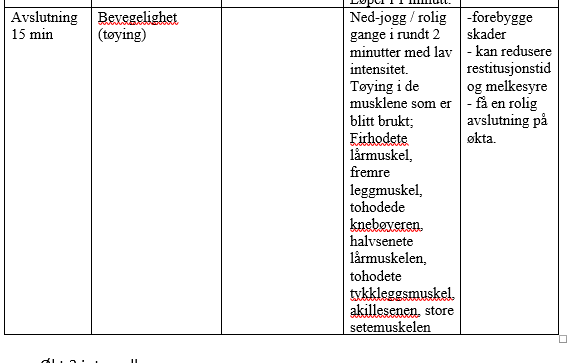 Løper i 1 minutt.
Avslutning
15 min
Bevegelighet
(tøying)
Ned-jogg / rolig
gange i rundt 2
minutter med lav
intensitet.
Tøying i de
musklene som er
blitt brukt;
Firhodete
lårmuskel,
fremre
leggmuskel,
tohodede
knebøyeren,
halvsenete
lårmuskelen,
tohodete
tykkleggsmuskel,
akillesenen, store
setemuskelen
-forebygge
skader
- kan redusere
restitusjonstid
og melkesyre
- få en rolig
avslutning på
økta.